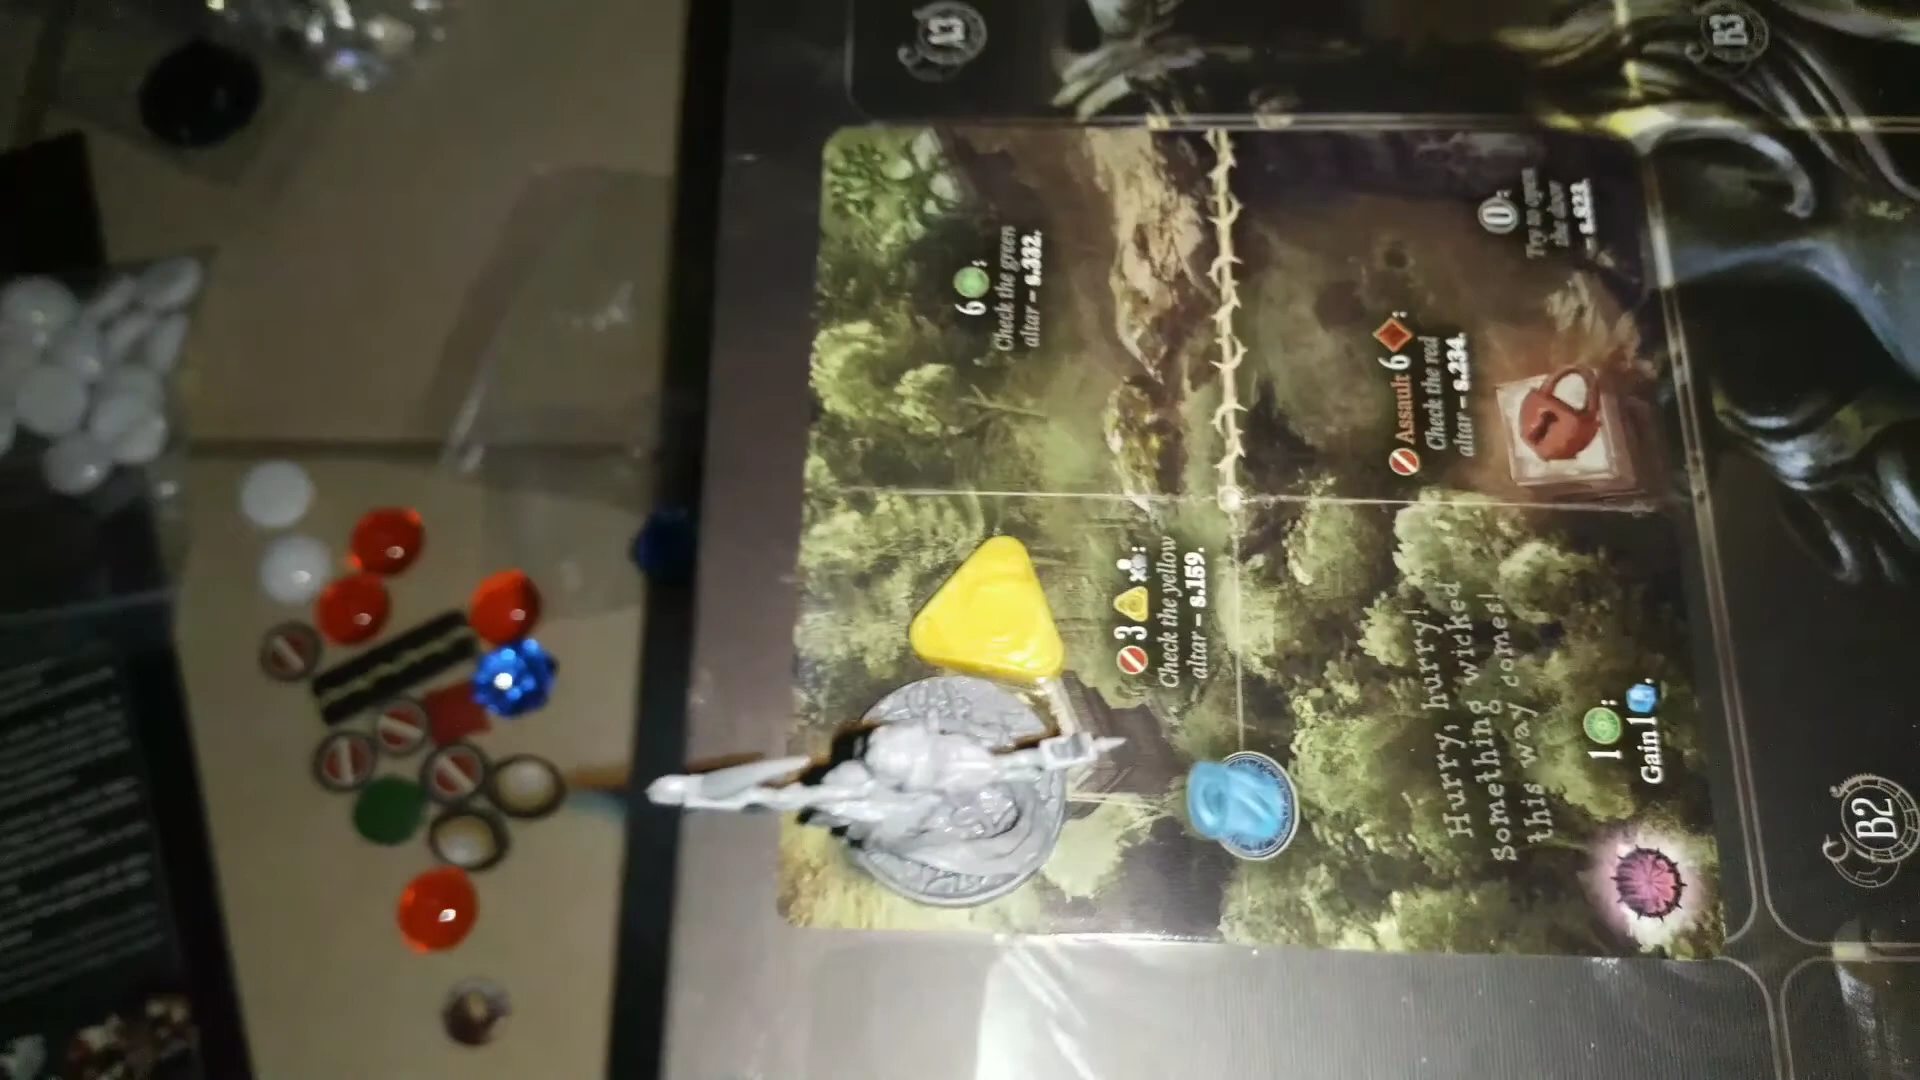 A3
B3
6 :
Check the green
altar – s.332.
0:
Try to open
the door
– s.822.
Assault 6 :
Check the red
altar – s.234.
3 x :
Check the yellow
altar – s.159.
Hurry, hurry!
Something wicked
this way comes!
1 :
Gain 1 .
B2